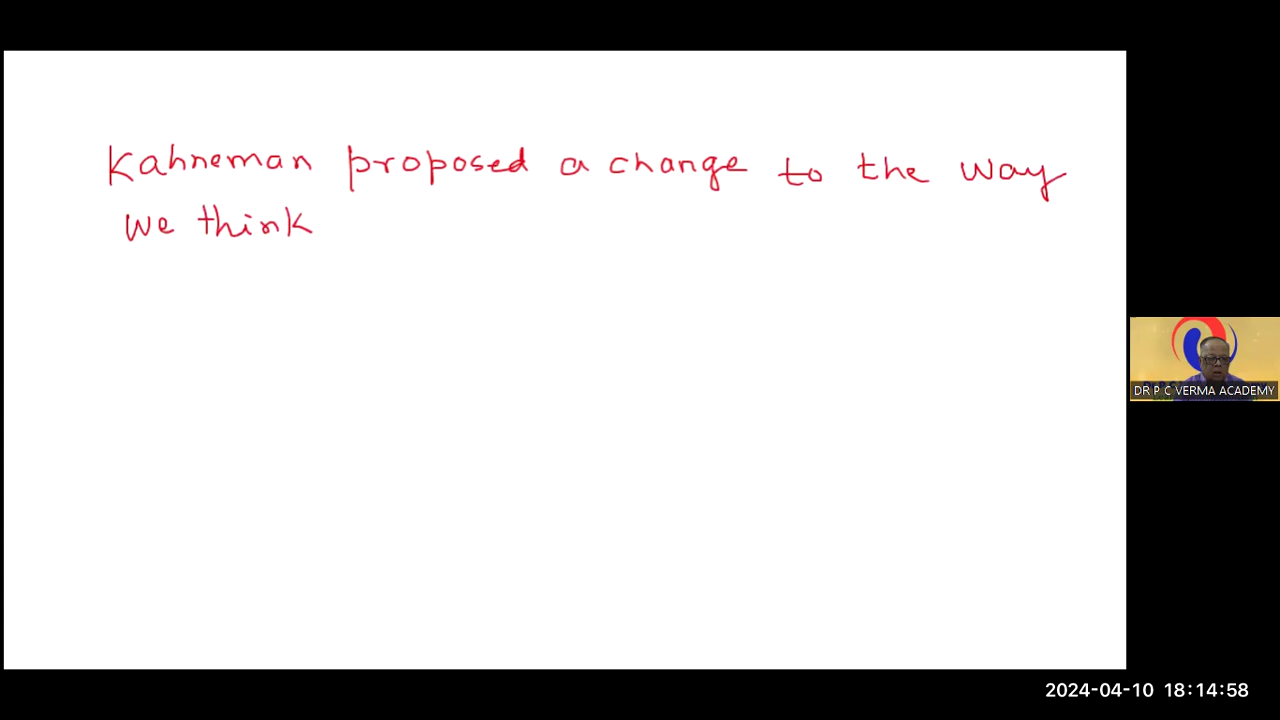 Kahneman proposed a change to the way
we think
DR P C VERMA ACADEMY
2024-04-10 18:14:58